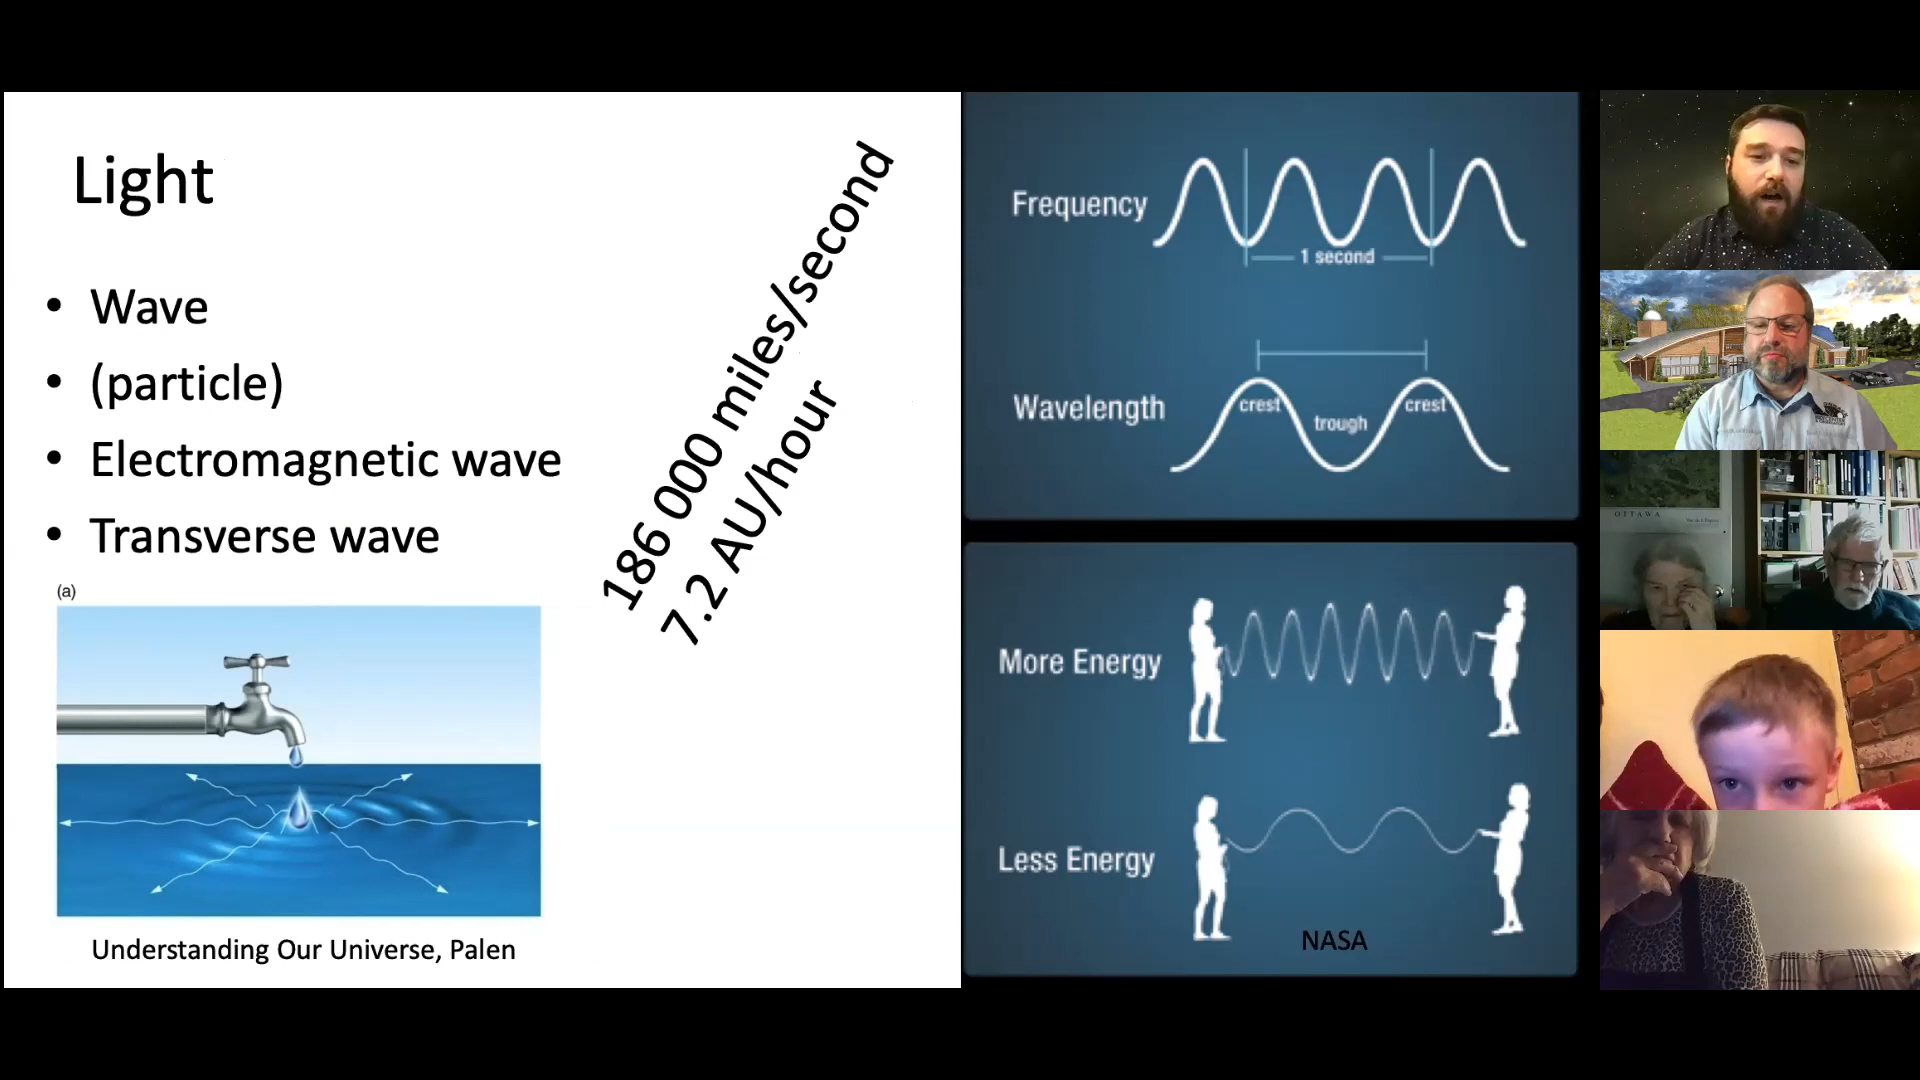 Light
• Wave
• (particle)
• Electromagnetic wave
• Transverse wave
186 000 miles/second
7.2 AU/hour
(a)
Understanding Our Universe, Palen
Frequency
1 second
Wavelength
crest
trough
crest
More Energy
Less Energy
NASA
OTTAWA